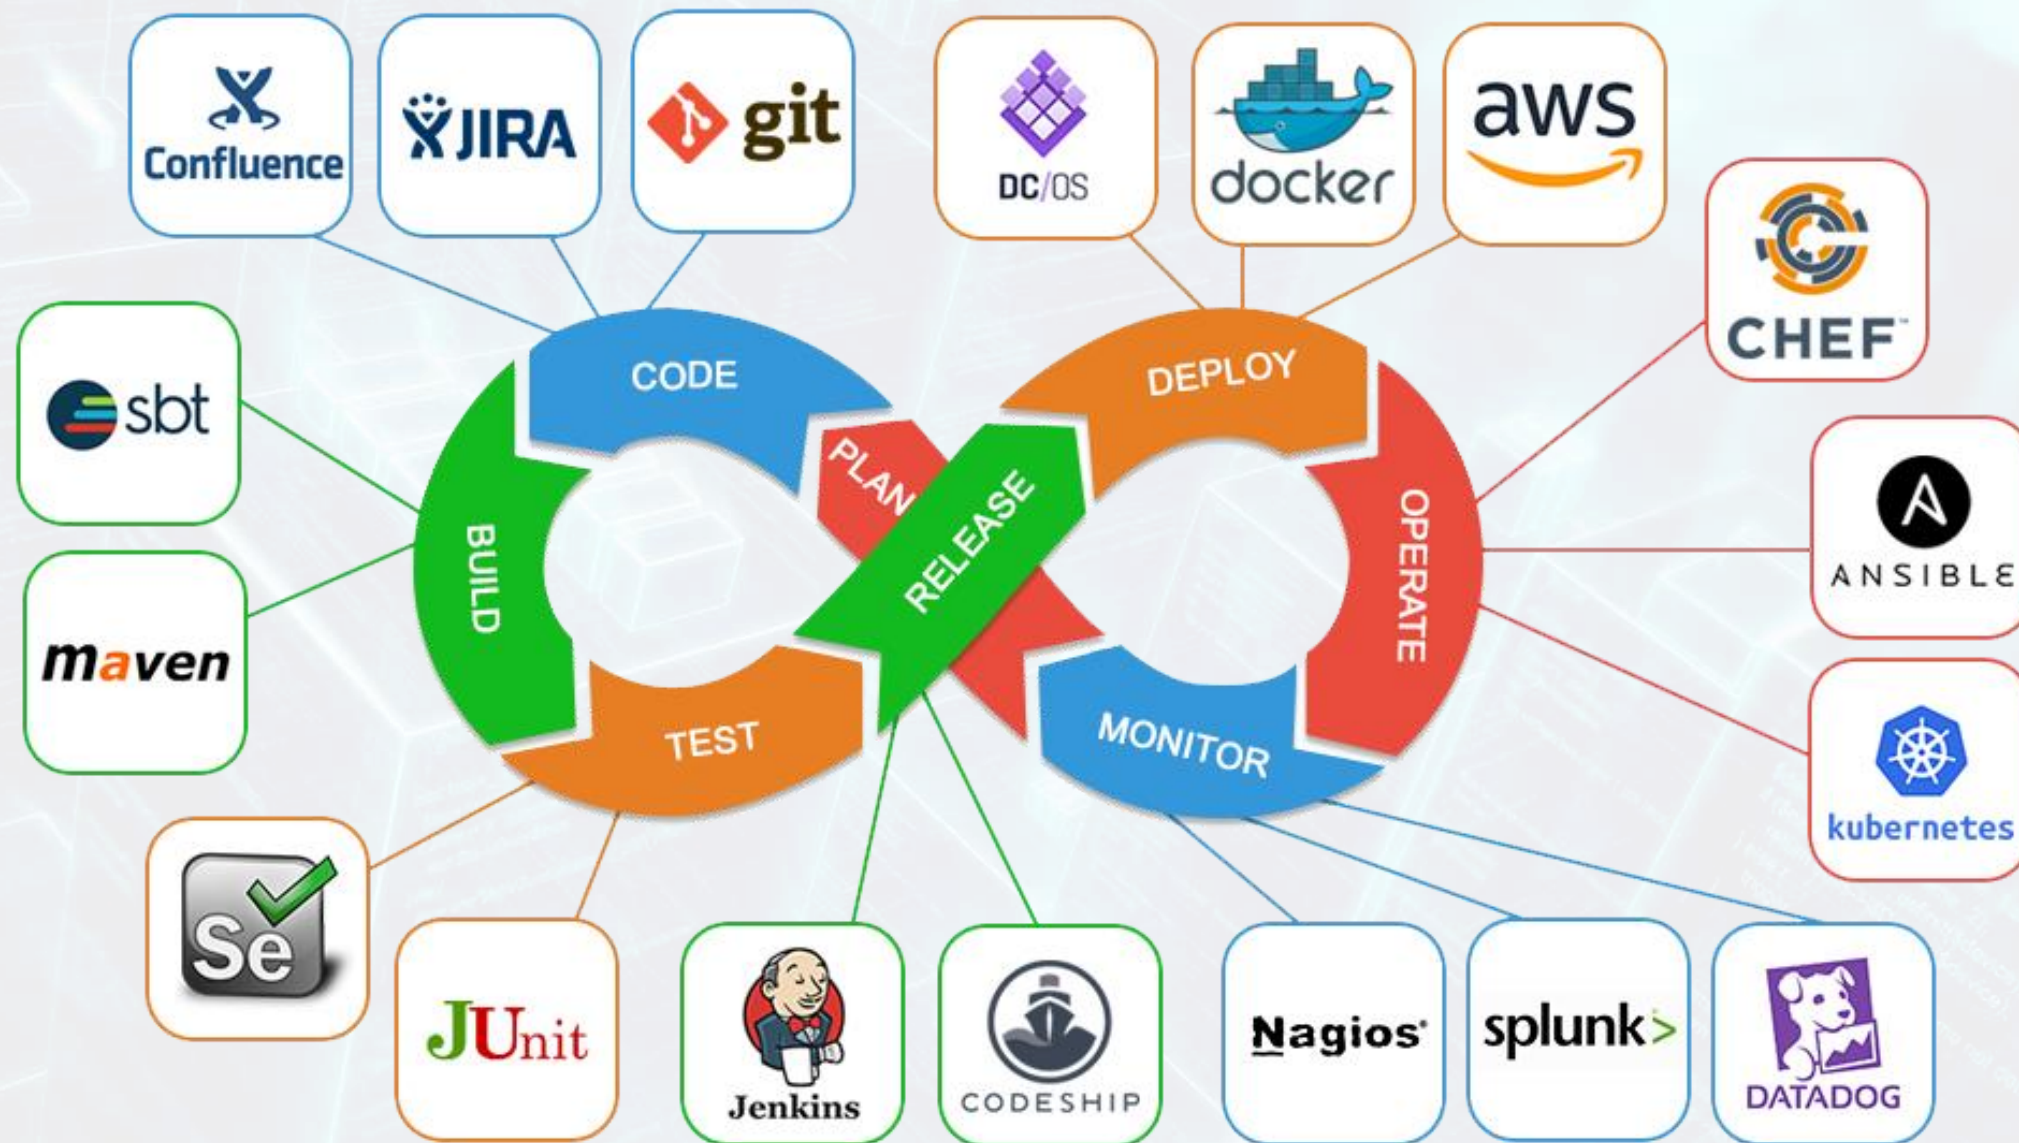 Confluence
JIRA
git
DC/OS
docker
aws
CHEF™
sbt
maven
CODE
PLAN
BUILD
TEST
RELEASE
DEPLOY
OPERATE
MONITOR
ANSIBLE
kubernetes
Se
JUnit
Jenkins
CODESHIP
Nagios®
splunk>
DATADOG